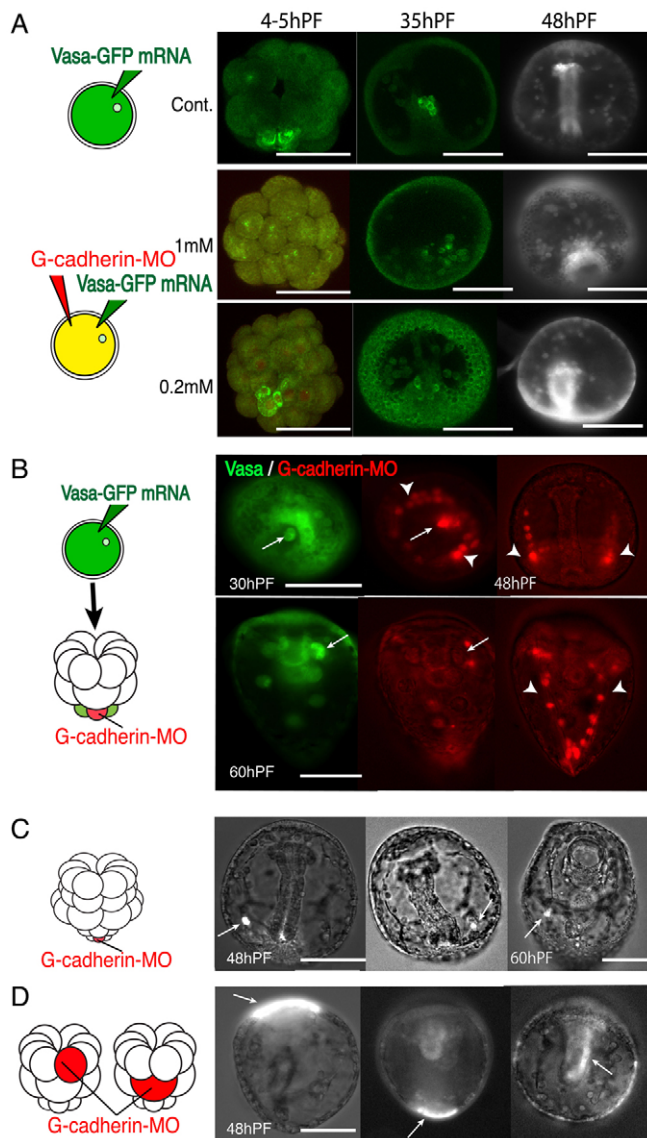 A
4-5hPF 35hPF 48hPF
Vasa-GFP mRNA
Cont.
1mM
G-cadherin-MO
Vasa-GFP mRNA
0.2mM
B
Vasa / G-cadherin-MO
Vasa-GFP mRNA
30hPF
48hPF
G-cadherin-MO
60hPF
C
G-cadherin-MO
48hPF
60hPF
D
G-cadherin-MO
48hPF